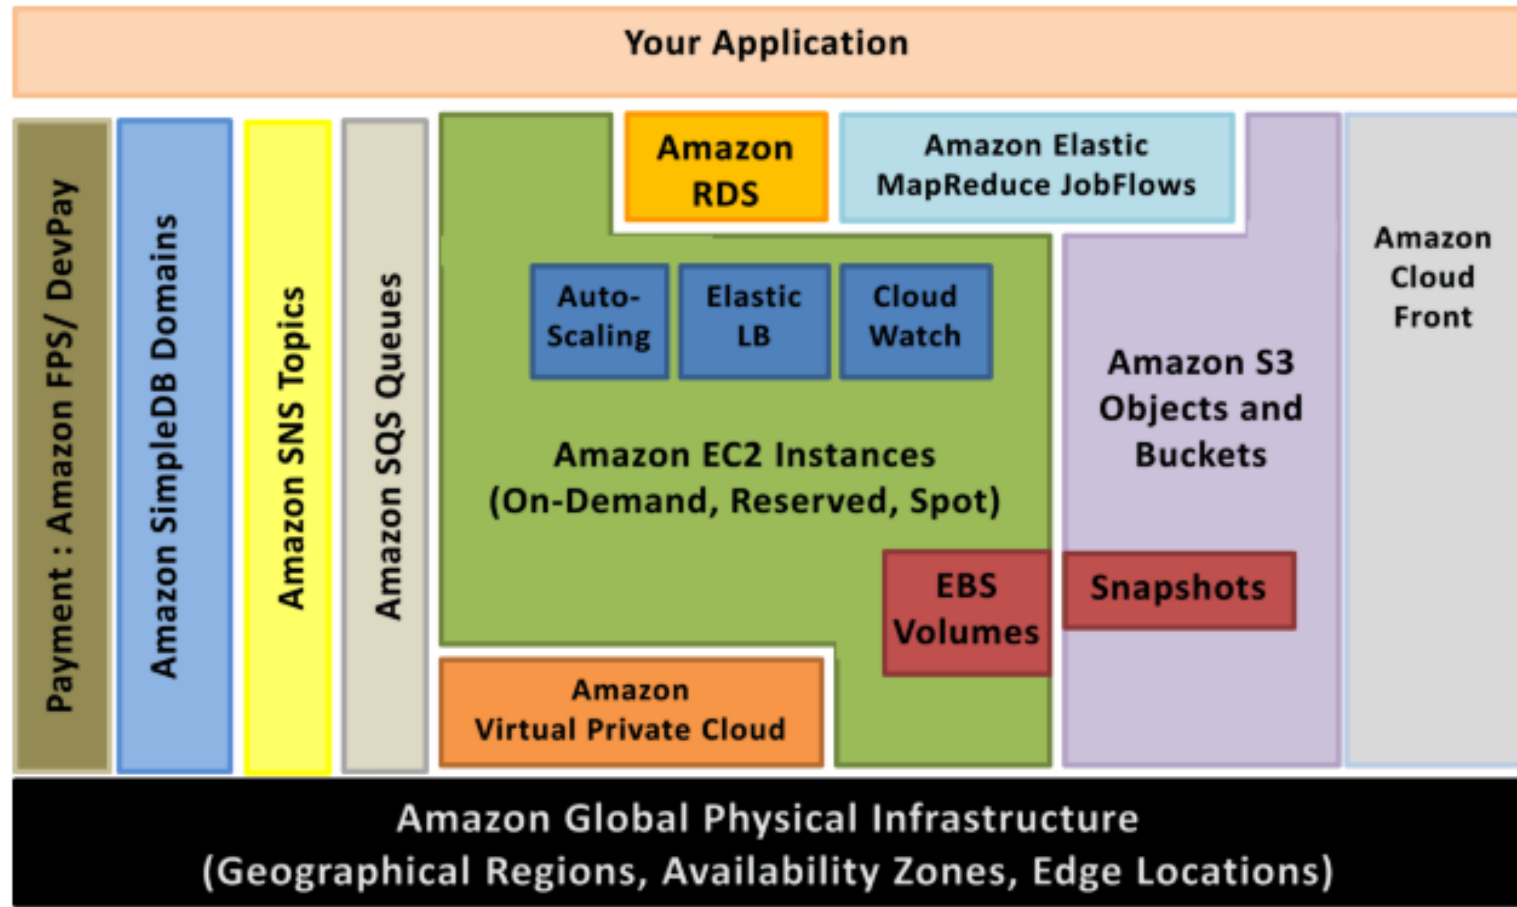 Your Application
Payment : Amazon FPS/ DevPay
Amazon SimpleDB Domains
Amazon SNS Topics
Amazon SQS Queues
Amazon
RDS
Amazon Elastic
MapReduce JobFlows
Auto-
Scaling
Elastic
LB
Cloud
Watch
Amazon EC2 Instances
(On-Demand, Reserved, Spot)
EBS
Volumes
Amazon
Virtual Private Cloud
Amazon S3
Objects and
Buckets
Snapshots
Amazon
Cloud
Front
Amazon Global Physical Infrastructure
(Geographical Regions, Availability Zones, Edge Locations)